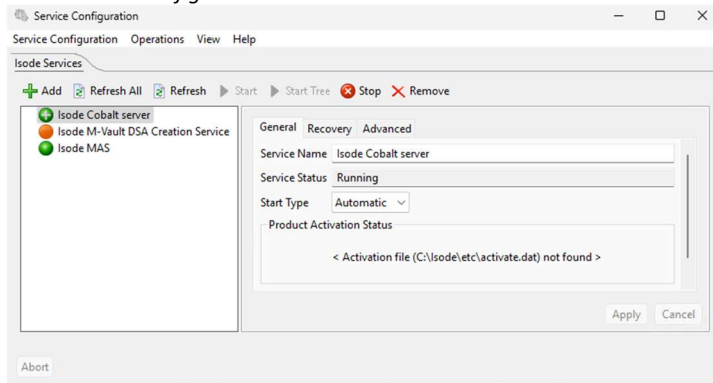 Service Configuration
Service Configuration Operations View Help
Isode Services
Add Refresh All Refresh Start Start Tree Stop Remove
Isode Cobalt server
Isode M-Vault DSA Creation Service
Isode MAS
General Recovery Advanced
Service Name Isode Cobalt server
Service Status Running
Start Type Automatic
Product Activation Status
< Activation file (C:\Isode\etc\activate.dat) not found >
Apply Cancel
Abort